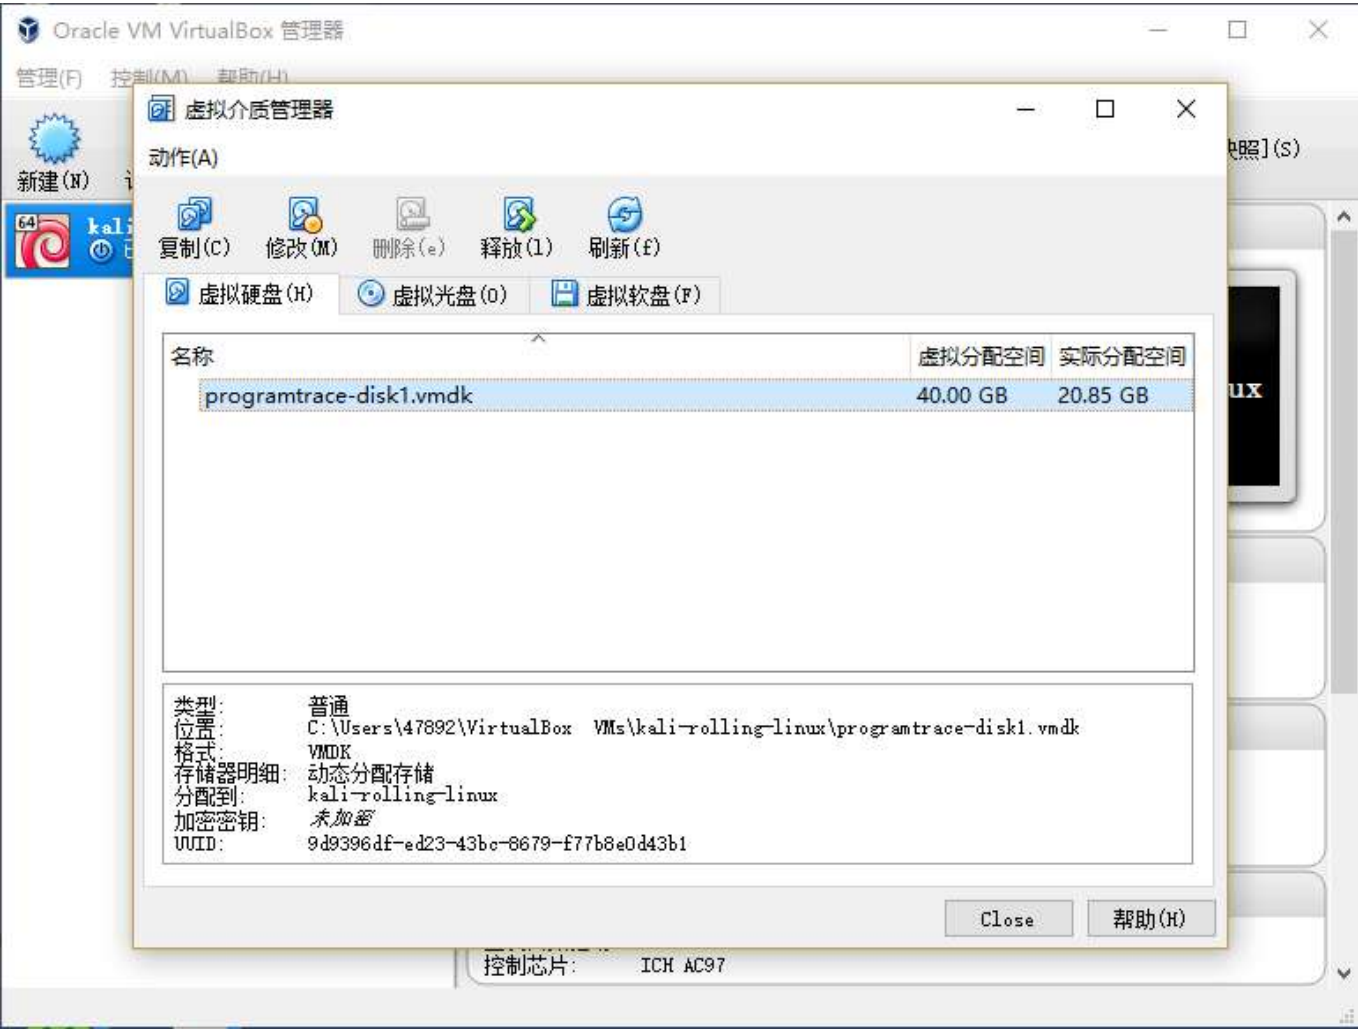 Oracle VM VirtualBox 管理器
管理(F) 控制(M) 帮助(H)
虚拟介质管理器
动作(A)
新建(N)
照](S)
复制(C) 修改(M) 删除(e) 释放(l) 刷新(f)
64
kali
虚拟硬盘(H) 虚拟光盘(O) 虚拟软盘(F)
名称 虚拟分配空间 实际分配空间
programtrace-disk1.vmdk 40.00 GB 20.85 GB
ux
类型: 普通
位置: C:\Users\47892\VirtualBox VMs\kali-rolling-linux\programtrace-disk1.vmdk
格式: VMDK
存储器明细: 动态分配存储
分配到: kali-rolling-linux
加密密钥: 未加密
UUID: 9d9396df-ed23-43bc-8679-f77b8e0d43b1
Close 帮助(H)
控制芯片: ICH AC97